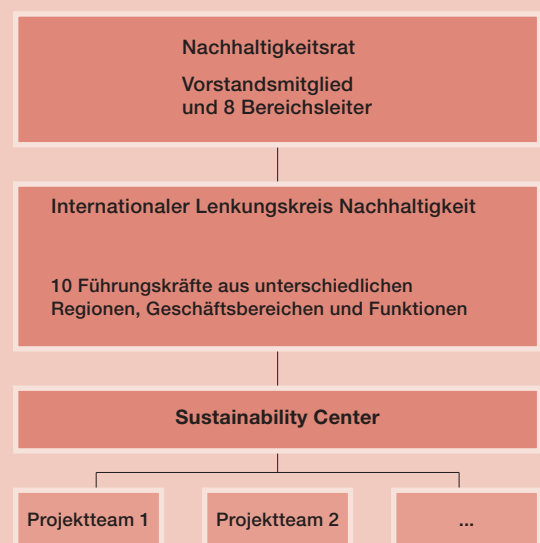 Nachhaltigkeitsrat
Vorstandsmitglied
und 8 Bereichsleiter
Internationaler Lenkungskreis Nachhaltigkeit
10 Führungskräfte aus unterschiedlichen
Regionen, Geschäftsbereichen und Funktionen
Sustainability Center
Projektteam 1
Projektteam 2
...